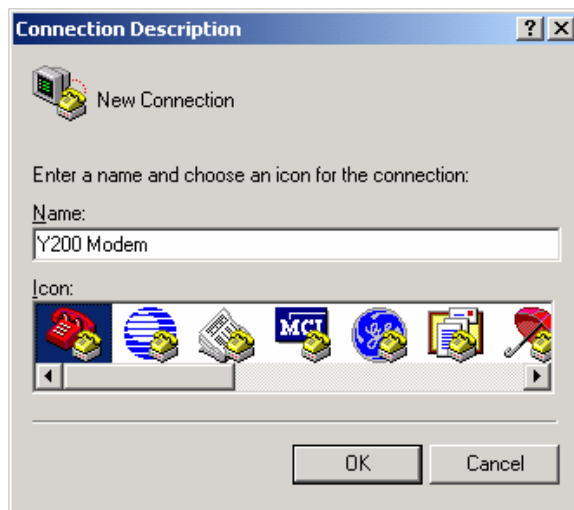 Connection Description
New Connection
Enter a name and choose an icon for the connection:
Name:
Y200 Modem
Icon:
MCI
OK Cancel